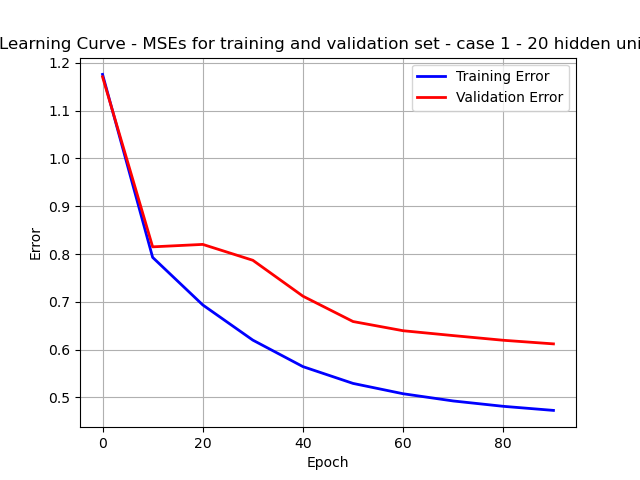 Learning Curve - MSEs for training and validation set - case 1 - 20 hidden uni
Training Error
Validation Error
1.2
1.1
1.0
0.9
0.8
0.7
0.6
0.5
Error
0 20 40 60 80
Epoch